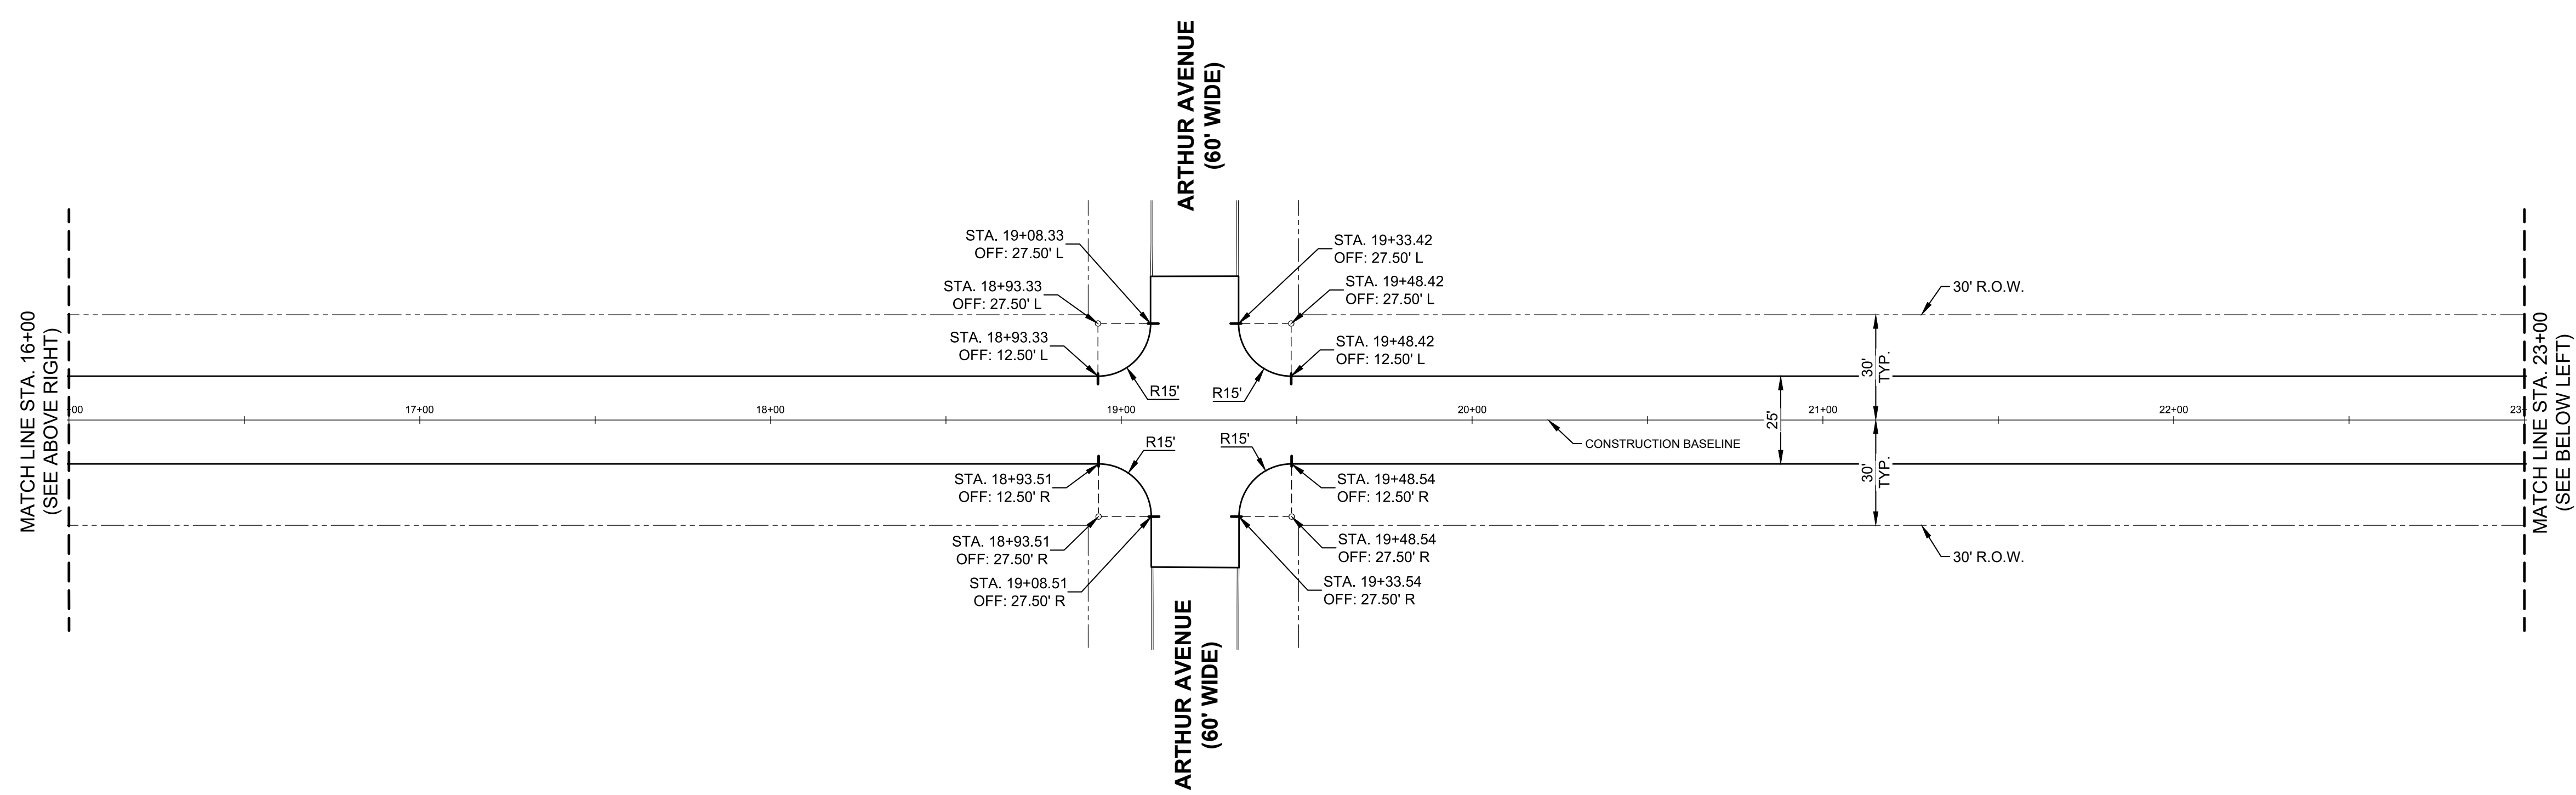 ARTHUR AVENUE
(60' WIDE)
STA. 19+08.33
OFF: 27.50' L
STA. 19+33.42
OFF: 27.50' L
STA. 18+93.33
OFF: 27.50' L
STA. 19+48.42
OFF: 27.50' L
30' R.O.W.
STA. 18+93.33
OFF: 12.50' L
STA. 19+48.42
OFF: 12.50' L
MATCH LINE STA. 16+00
(SEE ABOVE RIGHT)
R15'
R15'
30'
TYP.
MATCH LINE STA. 23+00
(SEE BELOW LEFT)
+00
17+00
18+00
19+00
20+00
21+00
22+00
23+
25'
CONSTRUCTION BASELINE
R15'
R15'
30'
TYP.
STA. 18+93.51
OFF: 12.50' R
STA. 19+48.54
OFF: 12.50' R
STA. 18+93.51
OFF: 27.50' R
STA. 19+48.54
OFF: 27.50' R
30' R.O.W.
STA. 19+08.51
OFF: 27.50' R
STA. 19+33.54
OFF: 27.50' R
ARTHUR AVENUE
(60' WIDE)